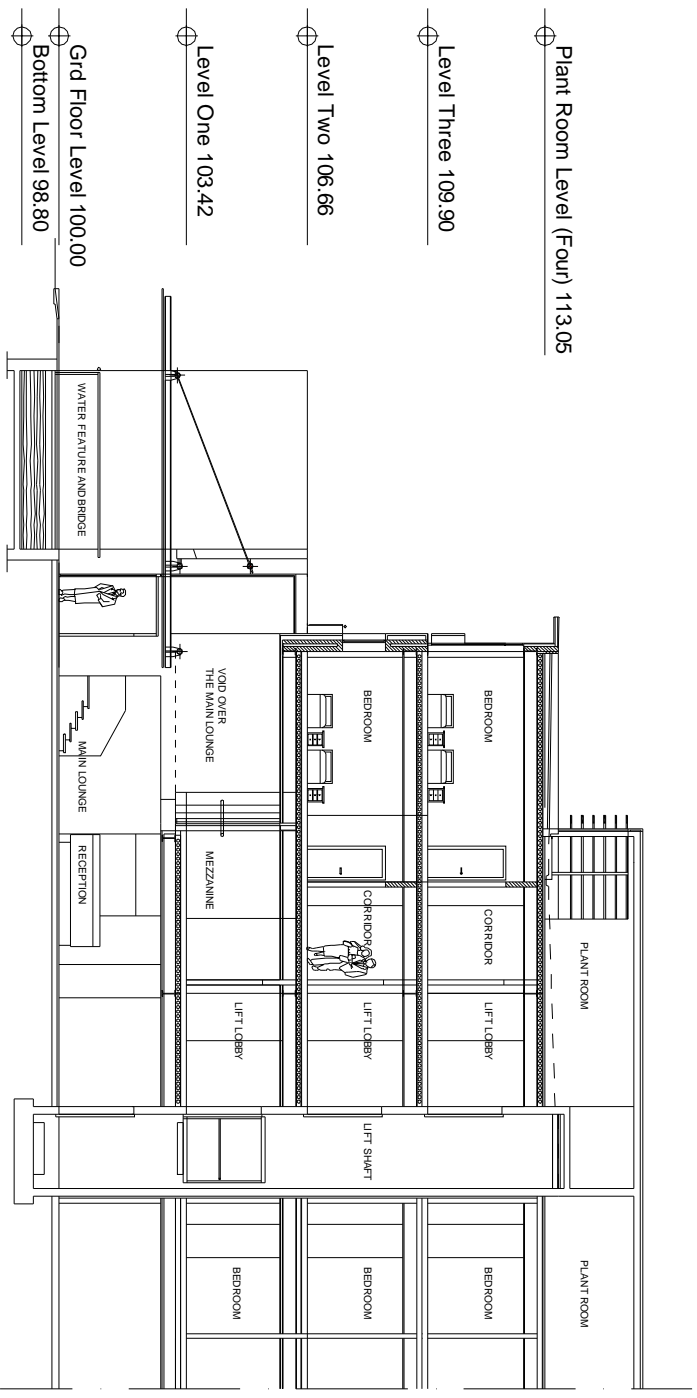 Plant Room Level (Four) 113.05
Level Three 109.90
Level Two 106.66
Level One 103.42
Grd Floor Level 100.00
Bottom Level 98.80
PLANT ROOM
PLANT ROOM
BEDROOM
CORRIDOR
LIFT LOBBY
BEDROOM
BEDROOM
CORRIDOR
LIFT LOBBY
BEDROOM
VOID OVER
THE MAIN LOUNGE
MEZZANINE
LIFT LOBBY
LIFT SHAFT
BEDROOM
WATER FEATURE AND BRIDGE
MAIN LOUNGE
RECEPTION